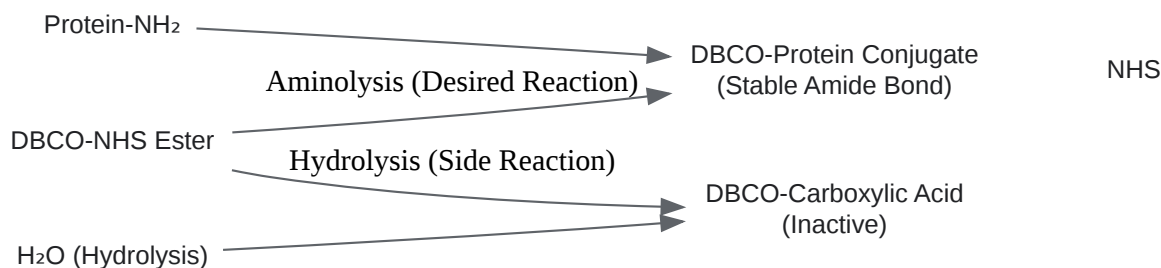 Protein-NH₂
DBCO-Protein Conjugate
(Stable Amide Bond)
NHS
Aminolysis (Desired Reaction)
DBCO-NHS Ester
Hydrolysis (Side Reaction)
DBCO-Carboxylic Acid
(Inactive)
H₂O (Hydrolysis)